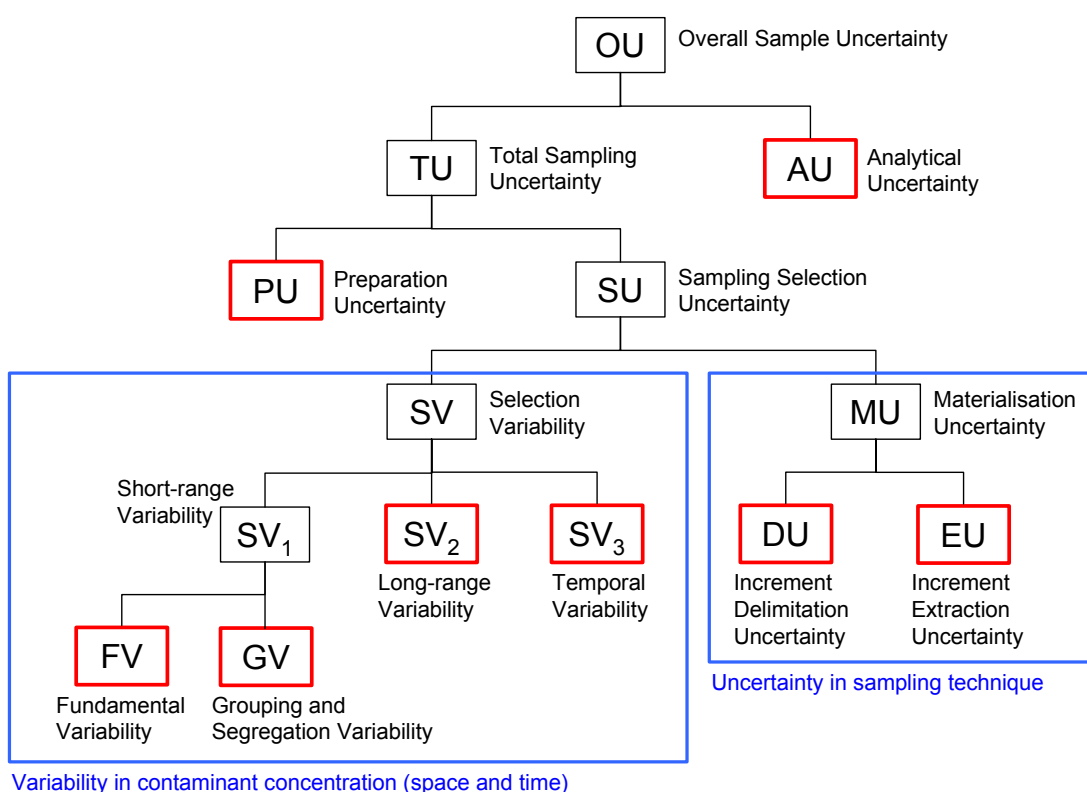 OU
Overall Sample Uncertainty
TU
Total Sampling
Uncertainty
AU
Analytical
Uncertainty
PU
Preparation
Uncertainty
SU
Sampling Selection
Uncertainty
SV
Selection
Variability
MU
Materialisation
Uncertainty
Short-range
Variability
SV₁
SV₂
Long-range
Variability
SV₃
Temporal
Variability
DU
Increment
Delimitation
Uncertainty
EU
Increment
Extraction
Uncertainty
FV
Fundamental
Variability
GV
Grouping and
Segregation Variability
Uncertainty in sampling technique
Variability in contaminant concentration (space and time)